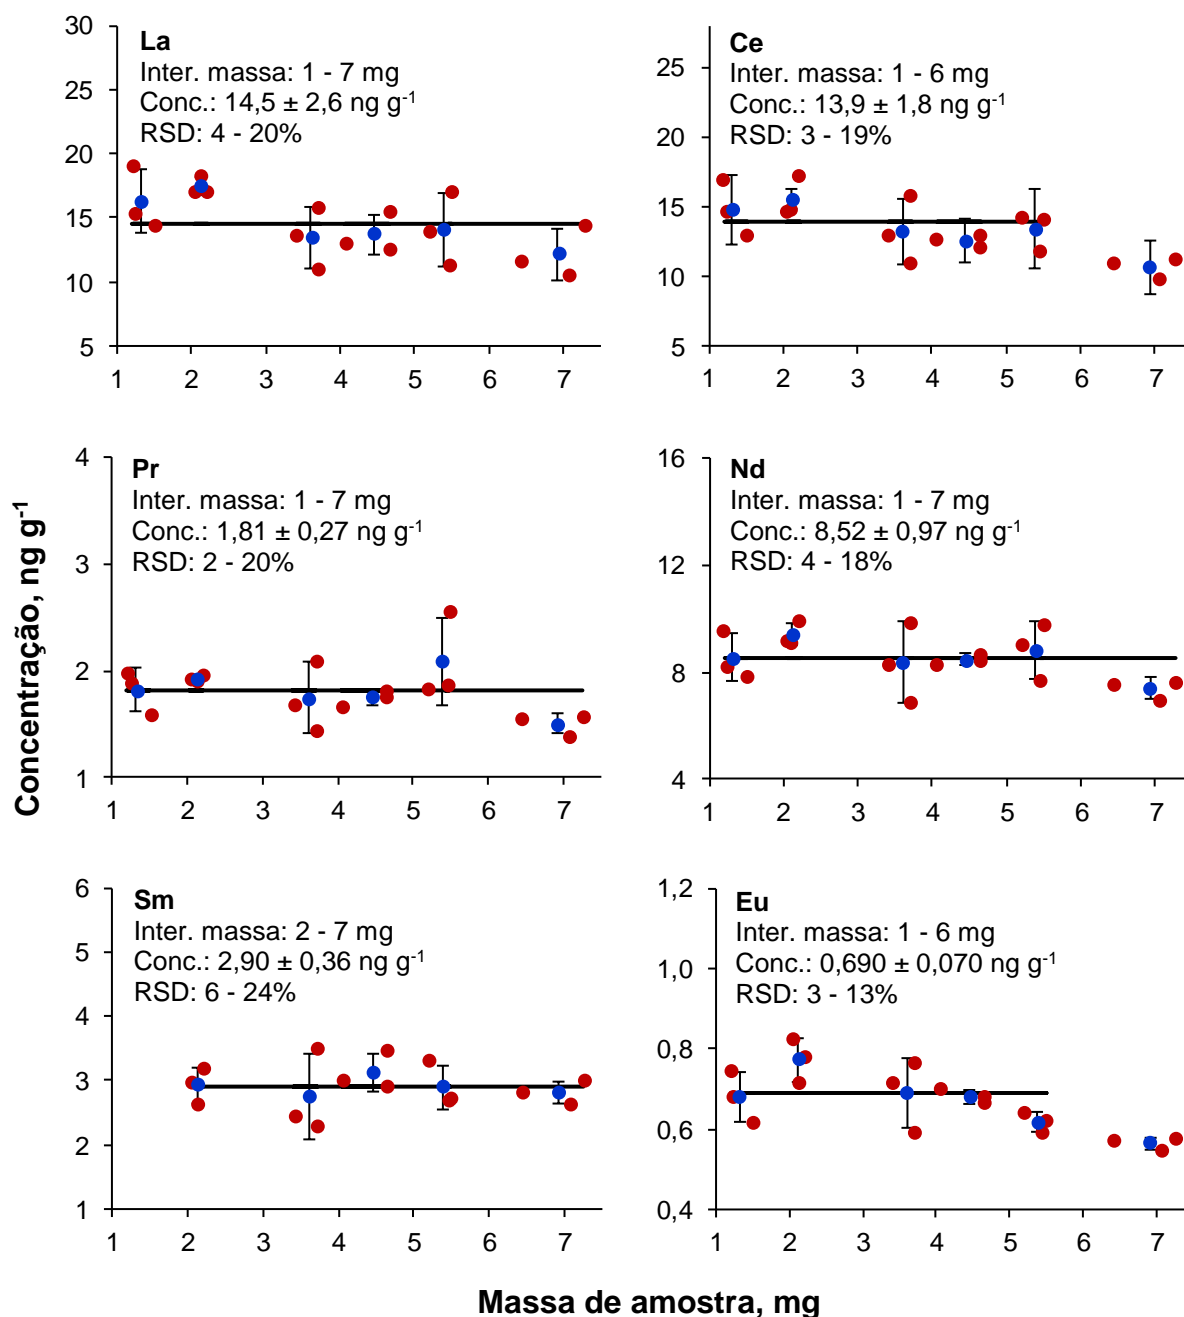 Concentração, ng g⁻¹
La
Inter. massa: 1 - 7 mg
Conc.: 14,5 ± 2,6 ng g⁻¹
RSD: 4 - 20%
30
25
20
15
10
5
1 2 3 4 5 6 7
Ce
Inter. massa: 1 - 6 mg
Conc.: 13,9 ± 1,8 ng g⁻¹
RSD: 3 - 19%
25
20
15
10
5
1 2 3 4 5 6 7
Pr
Inter. massa: 1 - 7 mg
Conc.: 1,81 ± 0,27 ng g⁻¹
RSD: 2 - 20%
4
3
2
1
1 2 3 4 5 6 7
Nd
Inter. massa: 1 - 7 mg
Conc.: 8,52 ± 0,97 ng g⁻¹
RSD: 4 - 18%
16
12
8
4
1 2 3 4 5 6 7
Sm
Inter. massa: 2 - 7 mg
Conc.: 2,90 ± 0,36 ng g⁻¹
RSD: 6 - 24%
6
5
4
3
2
1
1 2 3 4 5 6 7
Eu
Inter. massa: 1 - 6 mg
Conc.: 0,690 ± 0,070 ng g⁻¹
RSD: 3 - 13%
1,2
1,0
0,8
0,6
0,4
1 2 3 4 5 6 7
Massa de amostra, mg